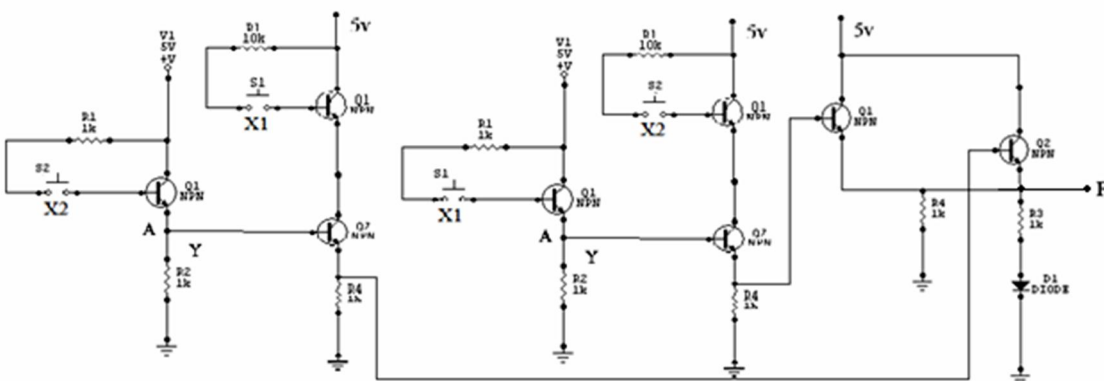 R1
10k
5v
V1
5V
+V
S1
X1
Q1
NPN
R1
1k
S2
X2
Q1
NPN
A
Y
Q7
NPN
R2
1k
R4
1k
R1
10k
5v
V1
5V
+V
S2
X2
Q1
NPN
R1
1k
S1
X1
Q1
NPN
A
Y
Q7
NPN
R2
1k
R4
1k
5v
Q1
NPN
Q2
NPN
F
R4
1k
R3
1k
D1
DIODE